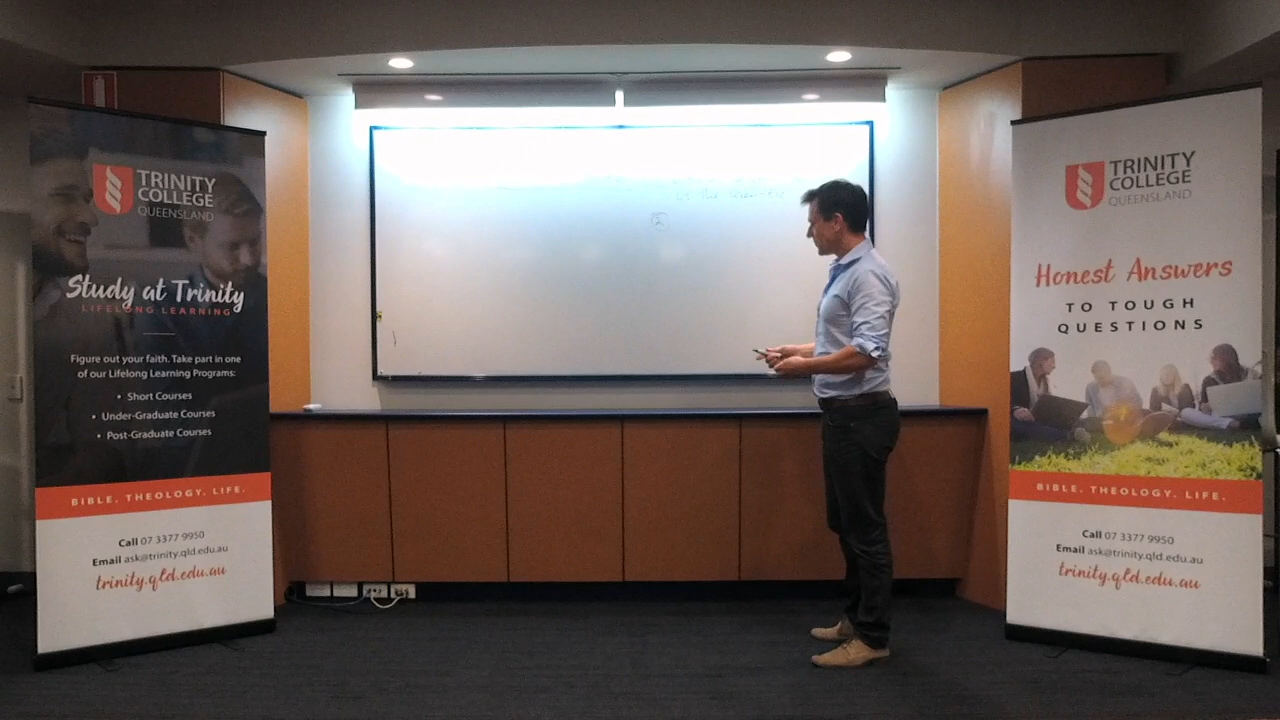 TRINITY
COLLEGE
QUEENSLAND
Study at Trinity
LIFELONG LEARNING
Figure out your faith. Take part in one
of our Lifelong Learning Programs:
• Short Courses
• Under-Graduate Courses
• Post-Graduate Courses
BIBLE. THEOLOGY. LIFE.
Call 07 3377 9950
Email ask@trinity.qld.edu.au
trinity.qld.edu.au
TRINITY
COLLEGE
QUEENSLAND
Honest Answers
TO TOUGH
QUESTIONS
BIBLE. THEOLOGY. LIFE.
Call 07 3377 9950
Email ask@trinity.qld.edu.au
trinity.qld.edu.au